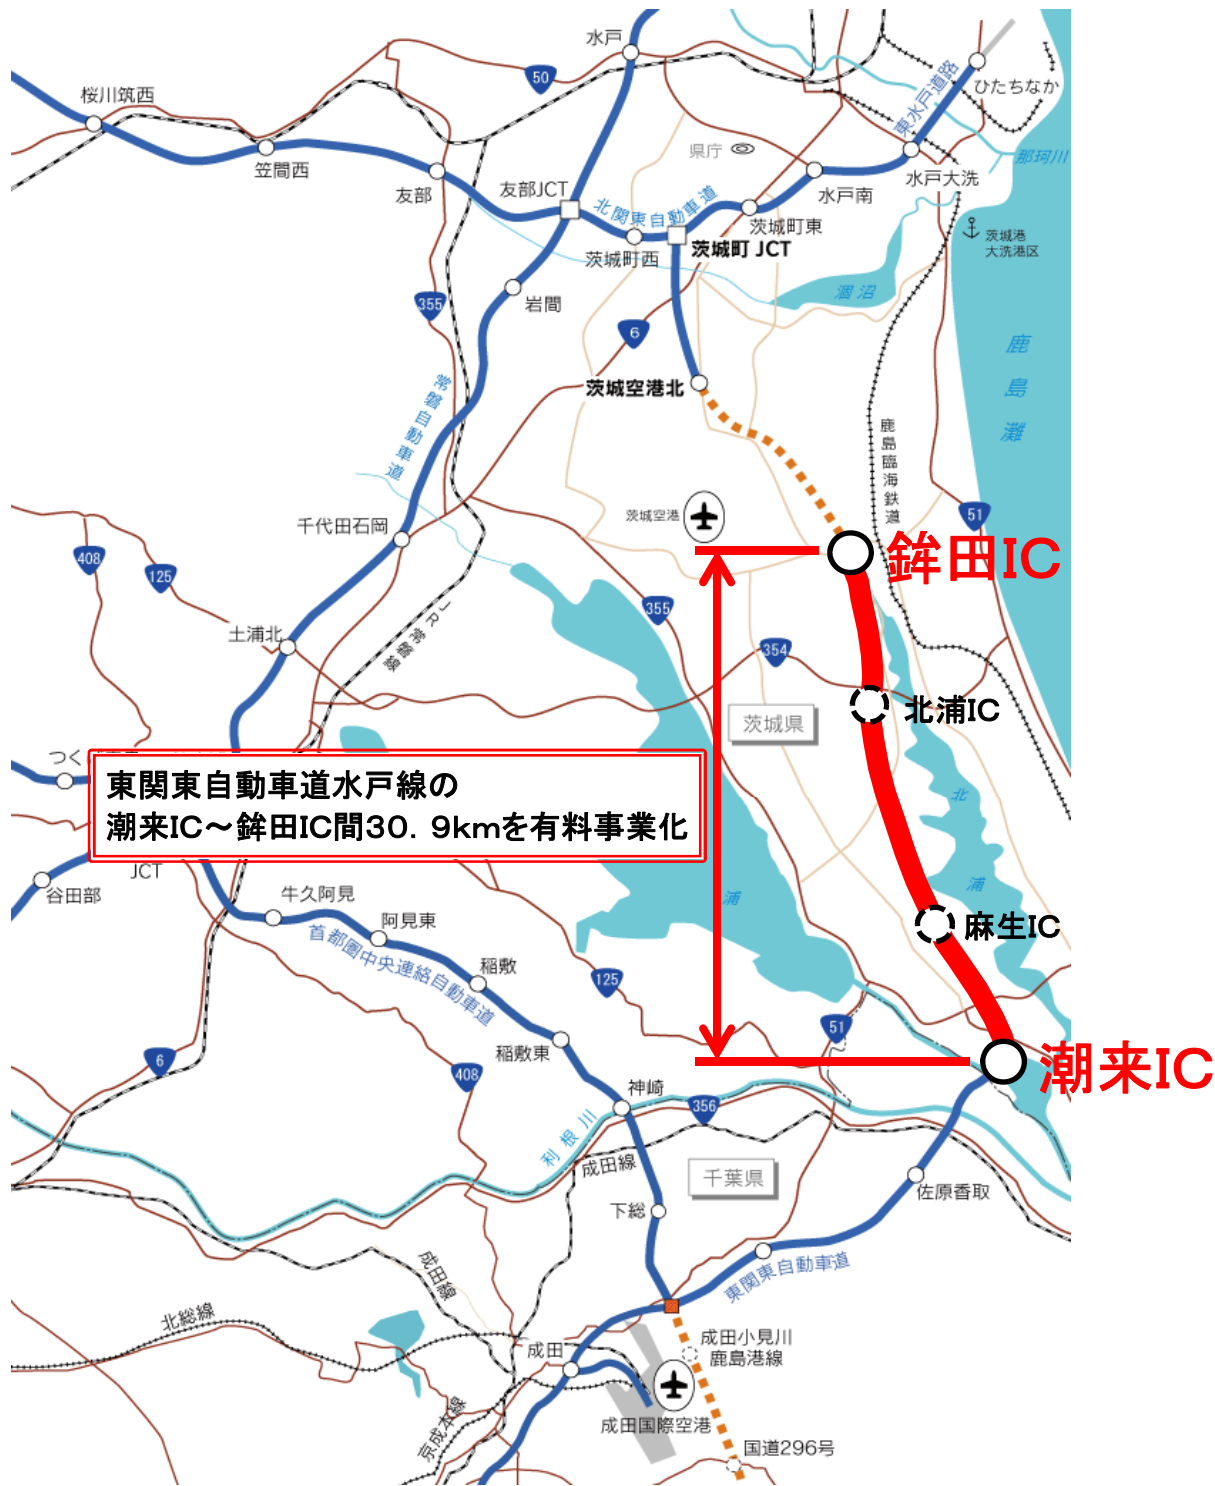 水戸
50
桜川筑西
笠間西
友部
友部JCT
北関東自動車道
県庁
東水戸道路
ひたちなか
那珂川
水戸大洗
水戸南
茨城町東
茨城町西
茨城町 JCT
茨城港
大洗港区
涸沼
岩間
355
6
常磐自動車道
茨城空港北
鹿島灘
鹿島臨海鉄道
千代田石岡
茨城空港
51
鉾田IC
408
125
355
354
JR常磐線
土浦北
茨城県
北浦IC
つく
東関東自動車道水戸線の
潮来IC～鉾田IC間30．9kmを有料事業化
北
浦
浦
JCT
谷田部
牛久阿見
阿見東
首都圏中央連絡自動車道
稲敷
麻生IC
125
51
稲敷東
6
408
潮来IC
神崎
356
利根川
成田線
千葉県
佐原香取
下総
東関東自動車道
成田線
北総線
成田
成田小見川
鹿島港線
成田国際空港
京成本線
国道296号